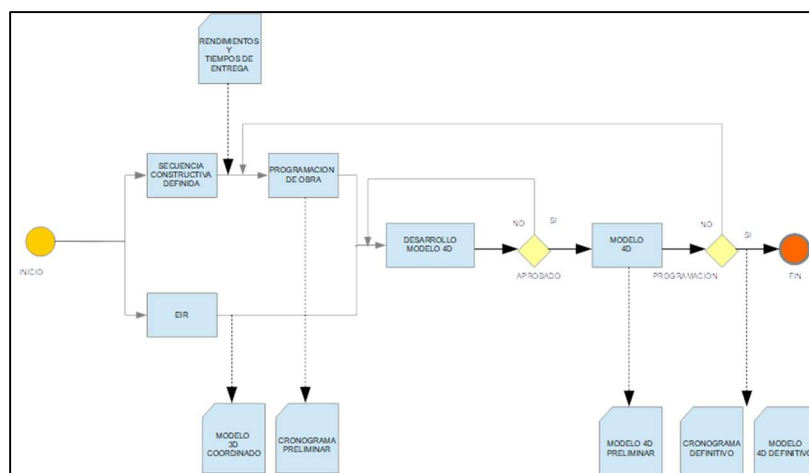 RENDIMIENTOS
Y
TIEMPOS DE
ENTREGA
SECUENCIA
CONSTRUCTIVA
DEFINIDA
PROGRAMACION
DE OBRA
NO
SI
NO
SI
DESARROLLO
MODELO 4D
MODELO
4D
INICIO
APROBADO
PROGRAMACION
FIN
EIR
MODELO
3D
COORDINADO
CRONOGRAMA
PRELIMINAR
MODELO 4D
PRELIMINAR
CRONOGRAMA
DEFINITIVO
MODELO
4D DEFINITIVO